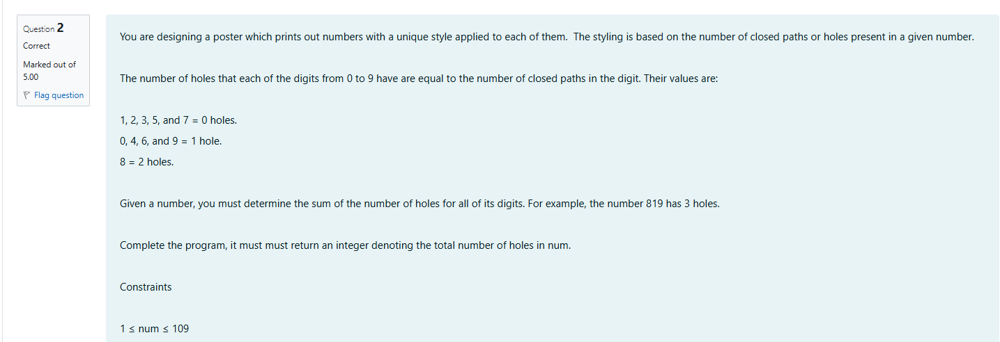 Question 2
Correct
Marked out of
5.00
Flag question
You are designing a poster which prints out numbers with a unique style applied to each of them.  The styling is based on the number of closed paths or holes present in a given number.
The number of holes that each of the digits from 0 to 9 have are equal to the number of closed paths in the digit. Their values are:
1, 2, 3, 5, and 7 = 0 holes.
0, 4, 6, and 9 = 1 hole.
8 = 2 holes.
Given a number, you must determine the sum of the number of holes for all of its digits. For example, the number 819 has 3 holes.
Complete the program, it must must return an integer denoting the total number of holes in num.
Constraints
1 ≤ num ≤ 109